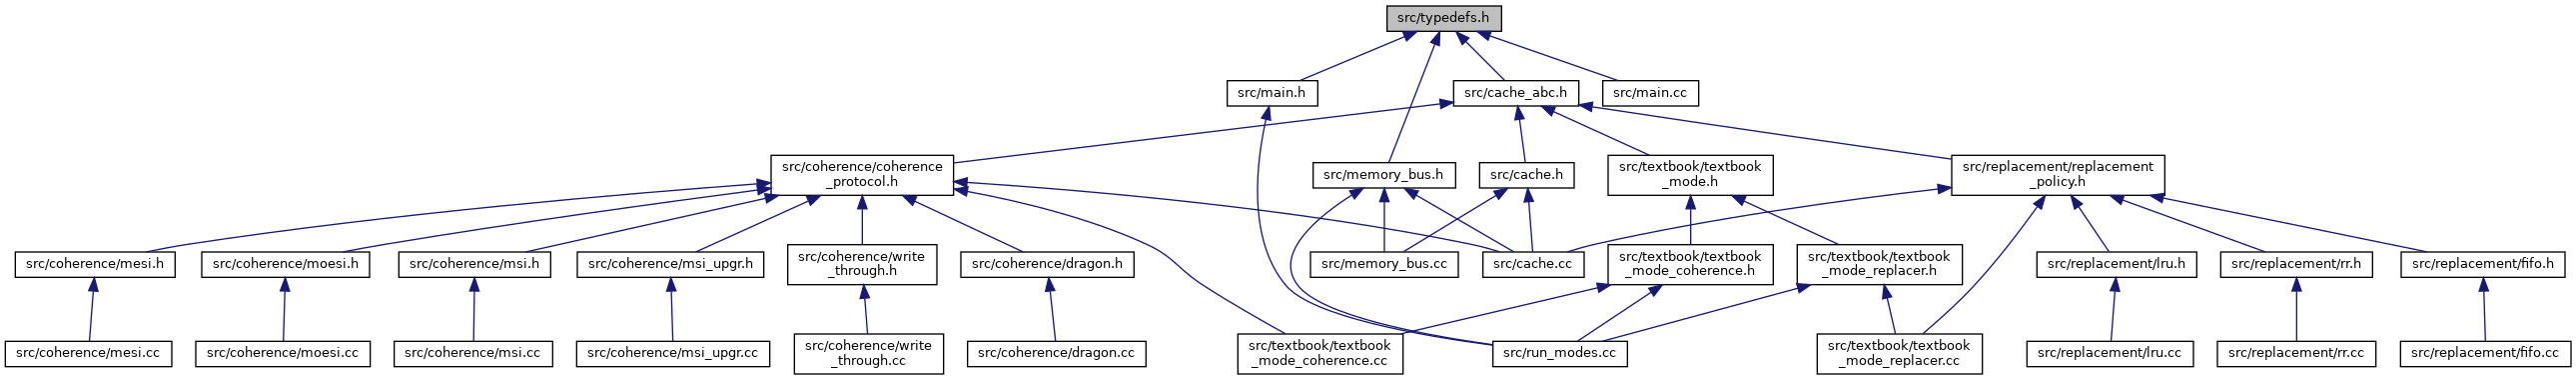 src/typedefs.h
src/main.h
src/cache_abc.h
src/main.cc
src/coherence/coherence
_protocol.h
src/memory_bus.h
src/cache.h
src/textbook/textbook
_mode.h
src/replacement/replacement
_policy.h
src/coherence/mesi.h
src/coherence/moesi.h
src/coherence/msi.h
src/coherence/msi_upgr.h
src/coherence/write
_through.h
src/coherence/dragon.h
src/memory_bus.cc
src/cache.cc
src/textbook/textbook
_mode_coherence.h
src/textbook/textbook
_mode_replacer.h
src/replacement/lru.h
src/replacement/rr.h
src/replacement/fifo.h
src/coherence/mesi.cc
src/coherence/moesi.cc
src/coherence/msi.cc
src/coherence/msi_upgr.cc
src/coherence/write
_through.cc
src/coherence/dragon.cc
src/textbook/textbook
_mode_coherence.cc
src/run_modes.cc
src/textbook/textbook
_mode_replacer.cc
src/replacement/lru.cc
src/replacement/rr.cc
src/replacement/fifo.cc